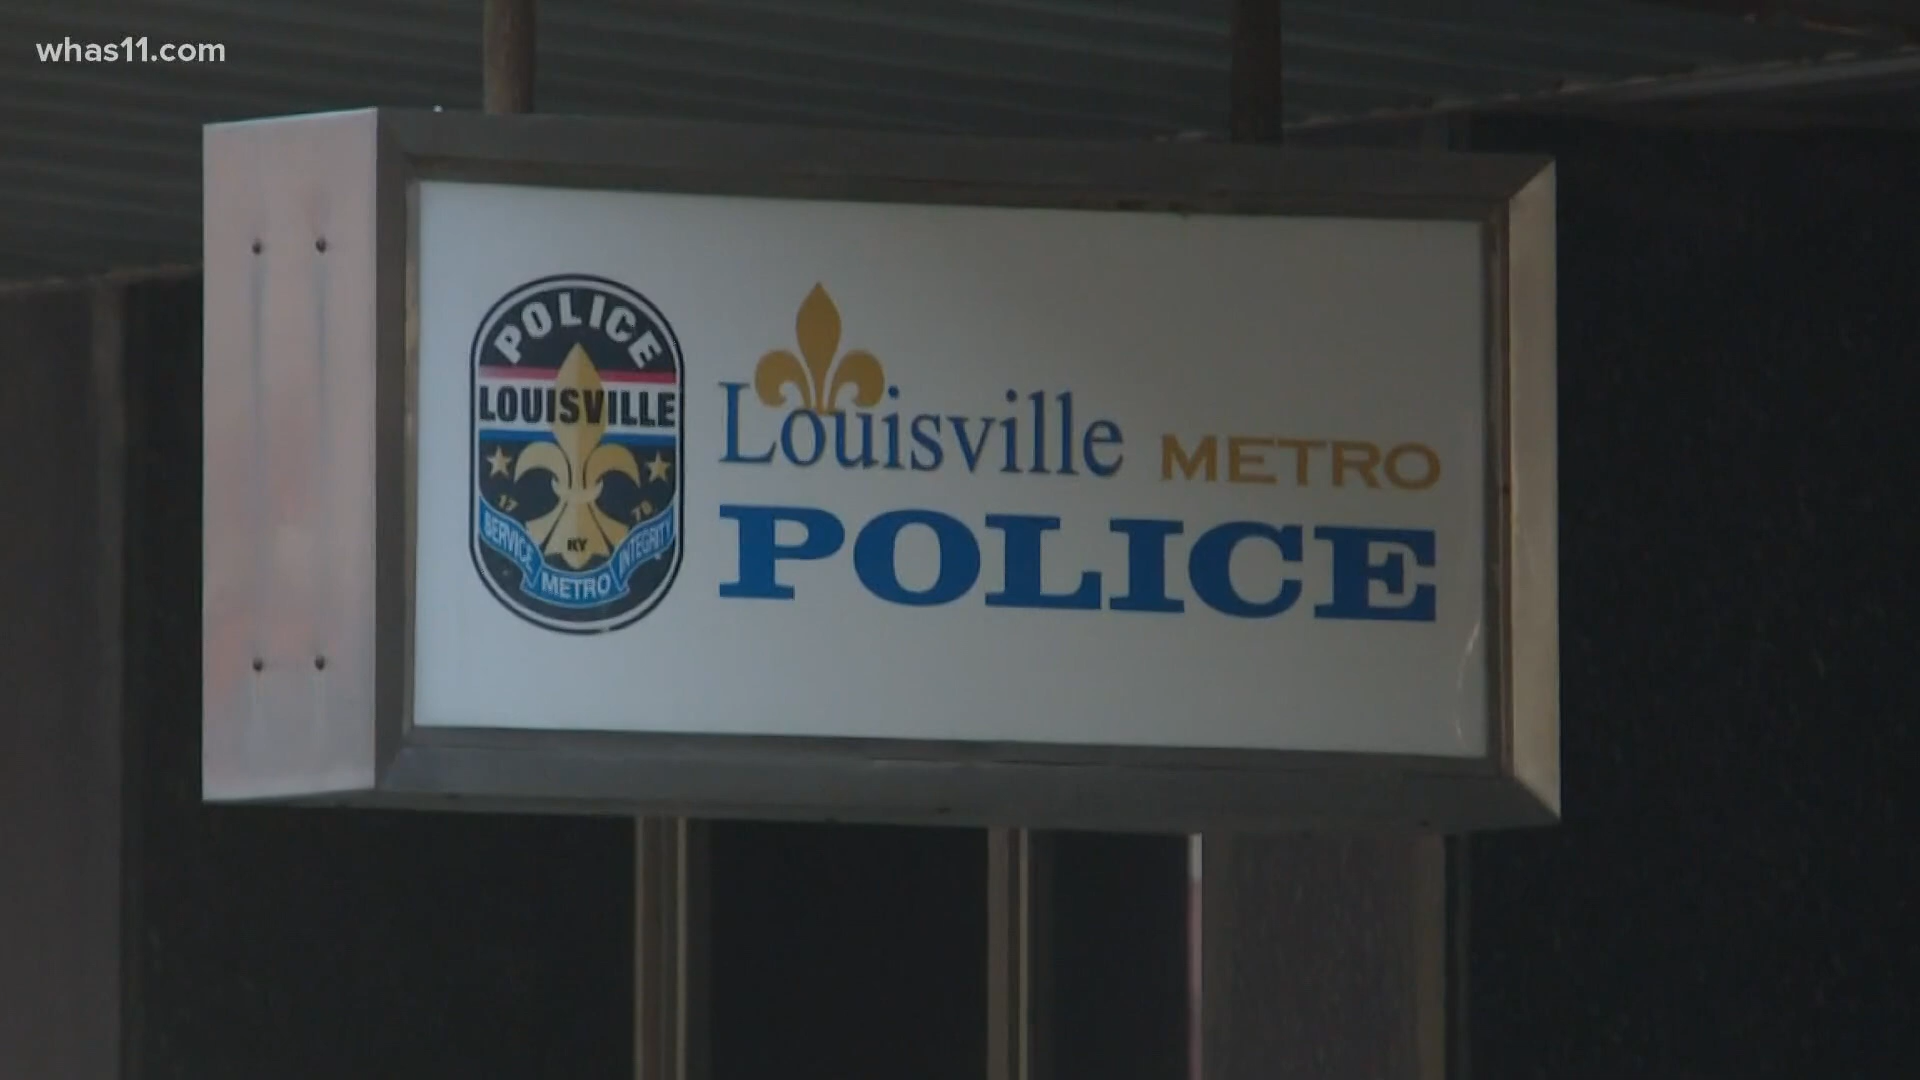 whas11.com
POLICE
LOUISVILLE
17 78
KY
SERVICE METRO INTEGRITY
Louisville METRO
POLICE